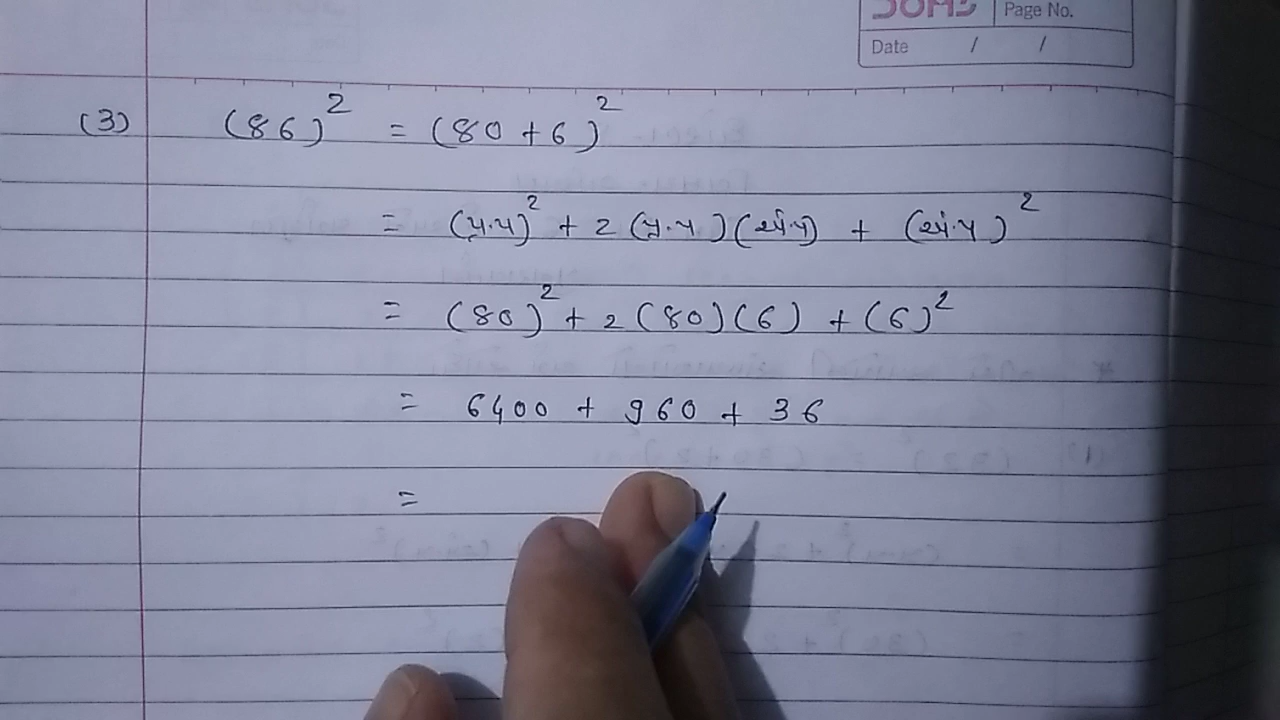 Page No.
Date / /
(3) (86)² = (80 + 6)²
= (પ્ર.પ)² + 2 (પ્ર.પ) (દ્વિ.પ) + (દ્વિ.પ)²
= (80)² + 2 (80) (6) + (6)²
= 6400 + 960 + 36
=